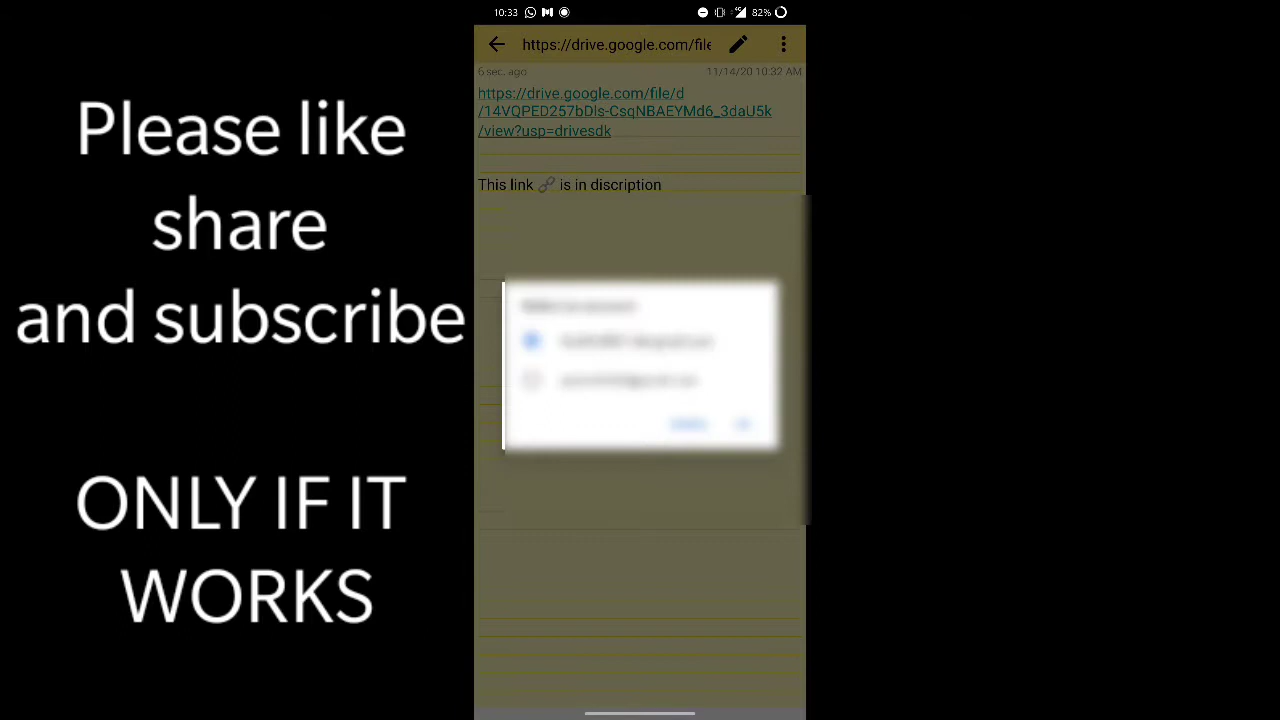 Please like
share
and subscribe
ONLY IF IT
WORKS
10:33
82%
https://drive.google.com/file
6 sec. ago
11/14/20 10:32 AM
https://drive.google.com/file/d
/14VQPED257bDls-CsqNBAEYMd6_3daU5k
/view?usp=drivesdk
This link 🔗 is in discription